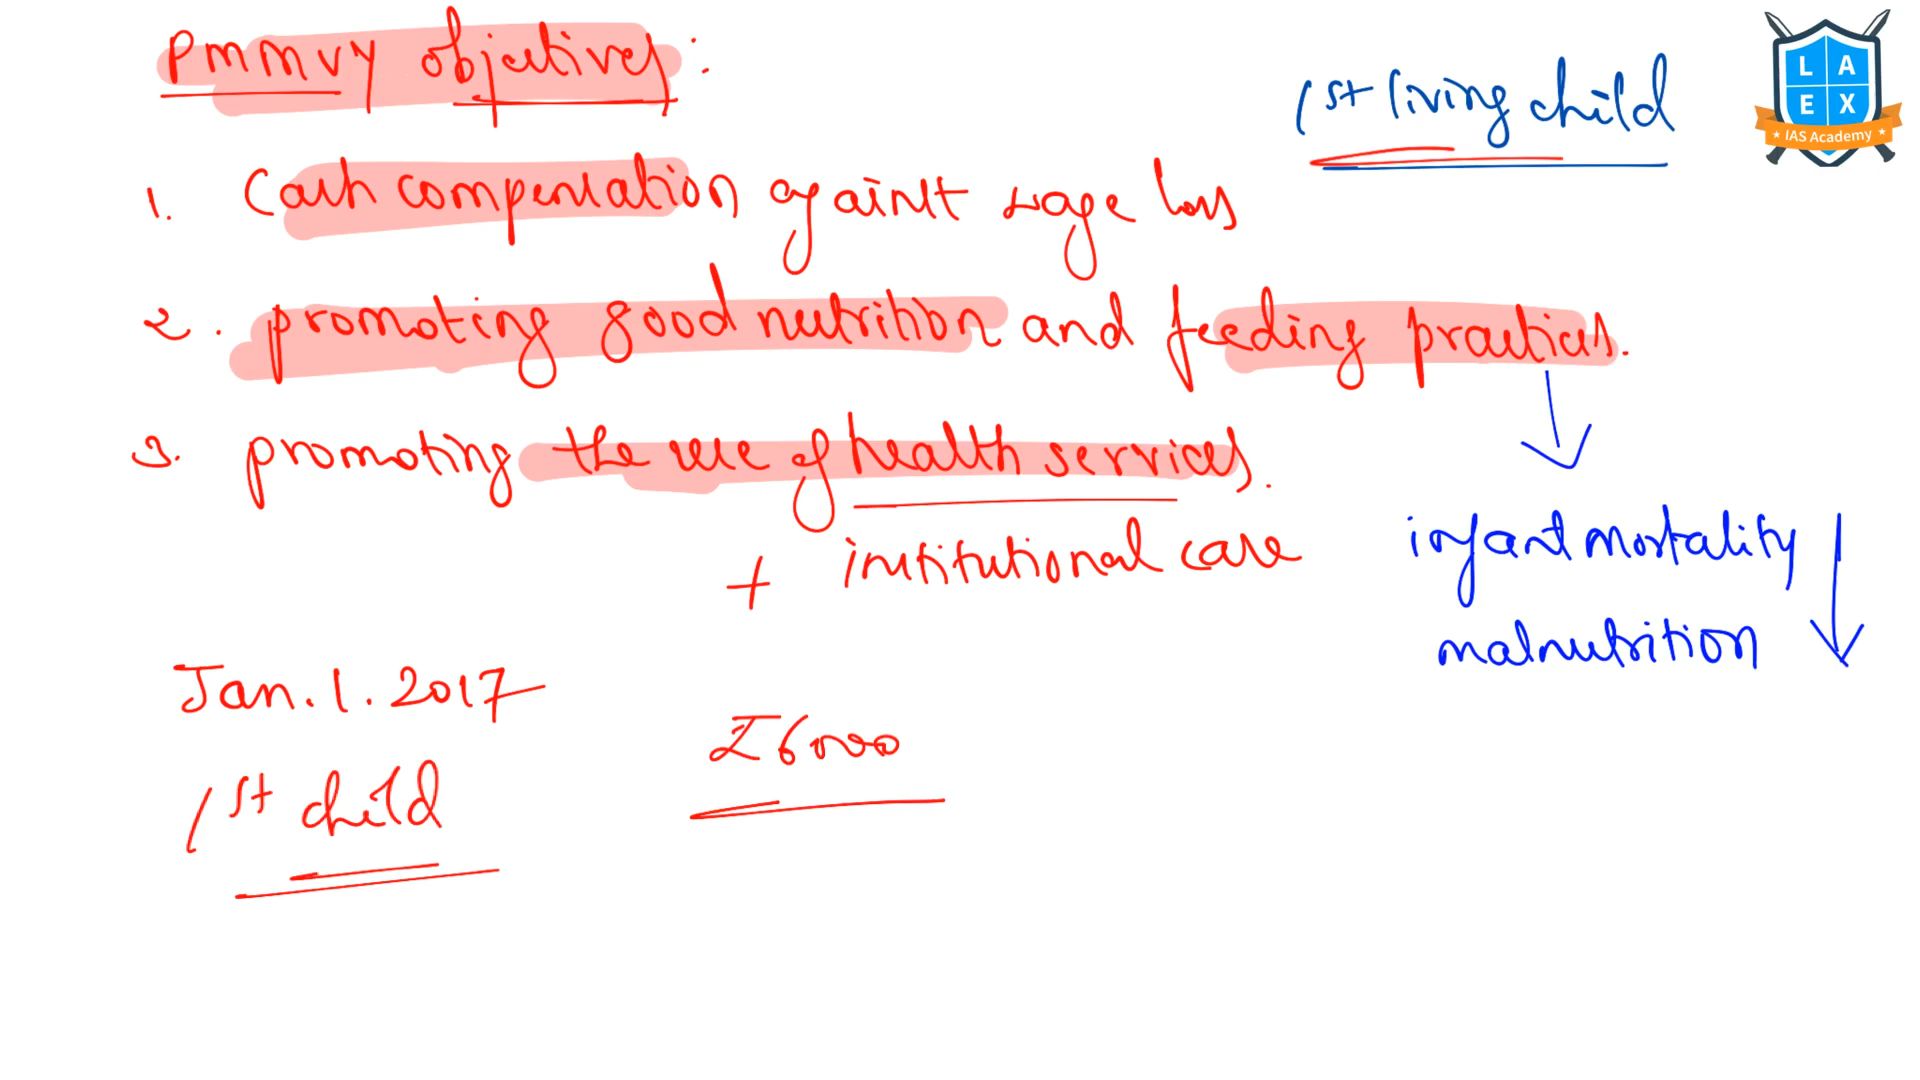 PMMVY objectives:
1st living child
LAEX
IAS Academy
1. Cash compensation against wage loss
2. promoting good nutrition and feeding practices.
3. promoting the use of health services.
+ institutional care
infant mortality
malnutrition
Jan. 1. 2017
₹6000
1st child